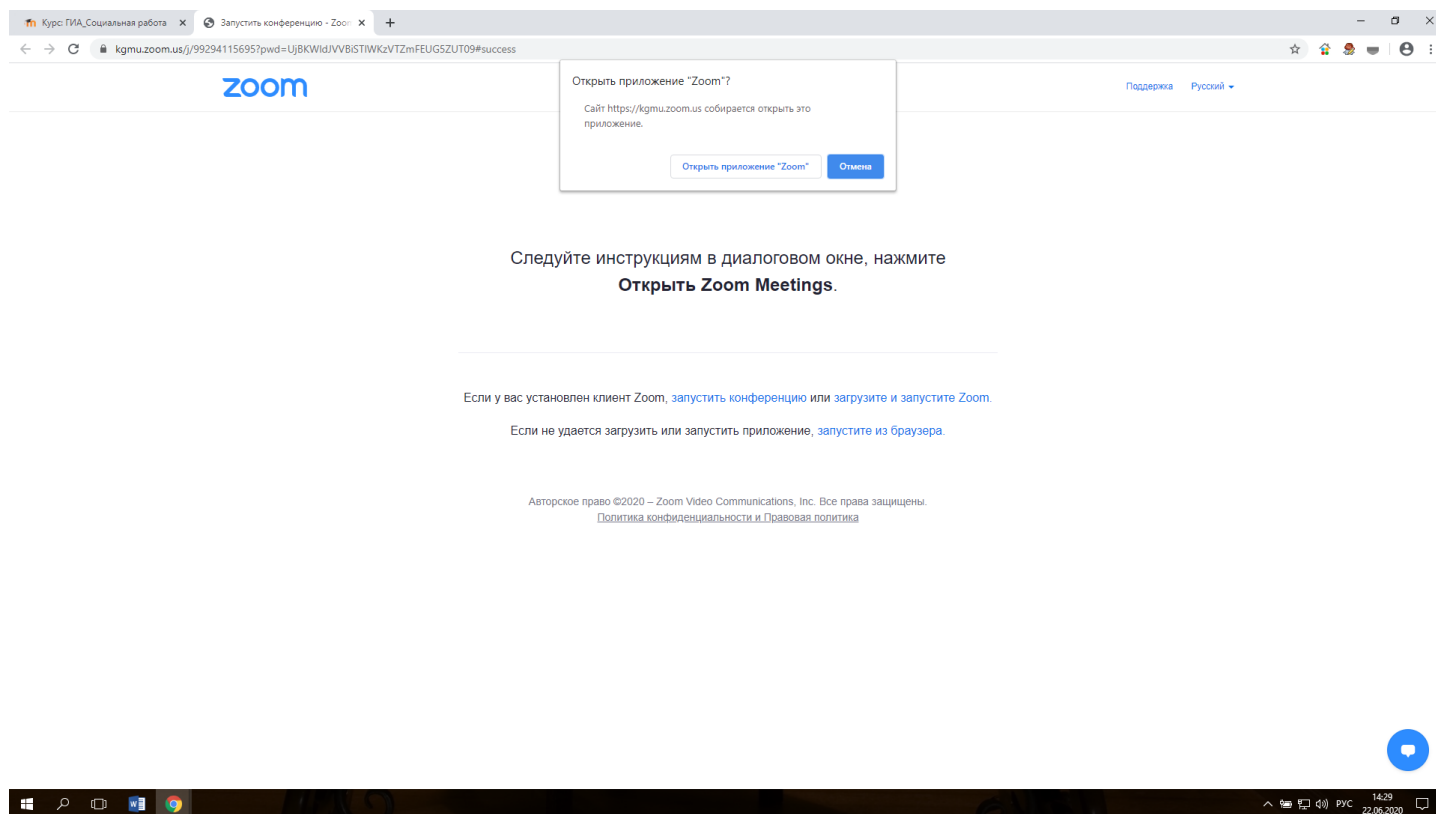 Курс: ГИА_Социальная работа
Запустить конференцию - Zoom
kgmu.zoom.us/j/99294115695?pwd=UjBKWldJVVBiSTlWKzVTZmFEUG5ZUT09#success
zoom
Поддержка
Русский
Открыть приложение "Zoom"?
Сайт https://kgmu.zoom.us собирается открыть это
приложение.
Открыть приложение "Zoom"
Отмена
Следуйте инструкциям в диалоговом окне, нажмите
Открыть Zoom Meetings.
Если у вас установлен клиент Zoom, запустить конференцию или загрузите и запустите Zoom.
Если не удается загрузить или запустить приложение, запустите из браузера.
Авторское право ©2020 – Zoom Video Communications, Inc. Все права защищены.
Политика конфиденциальности и Правовая политика
РУС
14:29
22.06.2020